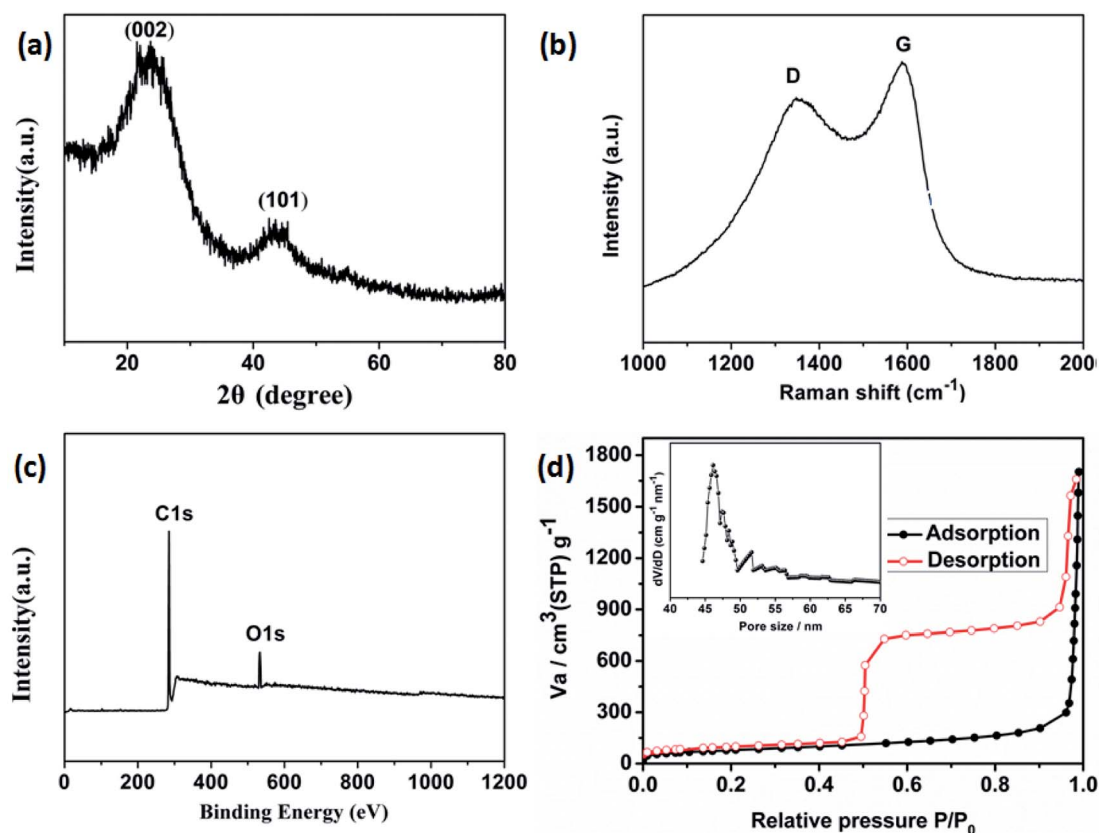 (a)
(002)
(101)
Intensity(a.u.)
20
40
60
80
2θ (degree)
(b)
D
G
Intensity (a.u.)
1000
1200
1400
1600
1800
2000
Raman shift (cm⁻¹)
(c)
C1s
O1s
Intensity(a.u.)
0
200
400
600
800
1000
1200
Binding Energy (eV)
(d)
1800
1500
1200
900
600
300
0
Va / cm³(STP) g⁻¹
dV/dD (cm g⁻¹ nm⁻¹)
40
45
50
55
60
65
70
Pore size / nm
Adsorption
Desorption
0.0
0.2
0.4
0.6
0.8
1.0
Relative pressure P/P₀